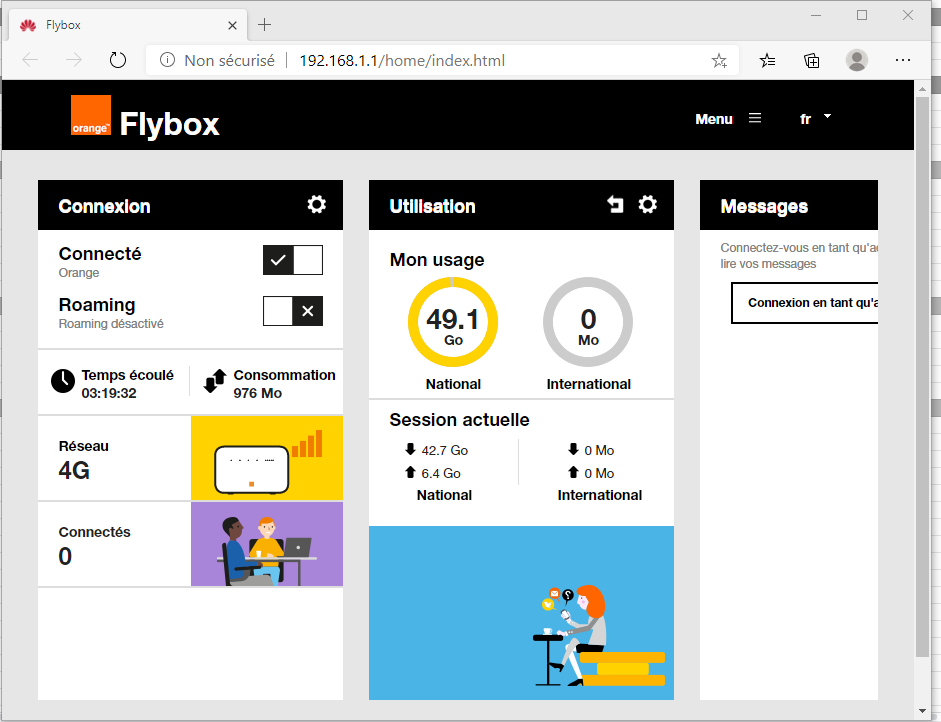 Flybox
Non sécurisé | 192.168.1.1/home/index.html
orange™ Flybox
Menu
fr
Connexion
Connecté
Orange
Roaming
Roaming désactivé
Temps écoulé
03:19:32
Consommation
976 Mo
Réseau
4G
Connectés
0
Utilisation
Mon usage
49.1
Go
National
0
Mo
International
Session actuelle
42.7 Go
6.4 Go
National
0 Mo
0 Mo
International
Messages
Connectez-vous en tant qu'a
lire vos messages
Connexion en tant qu'a